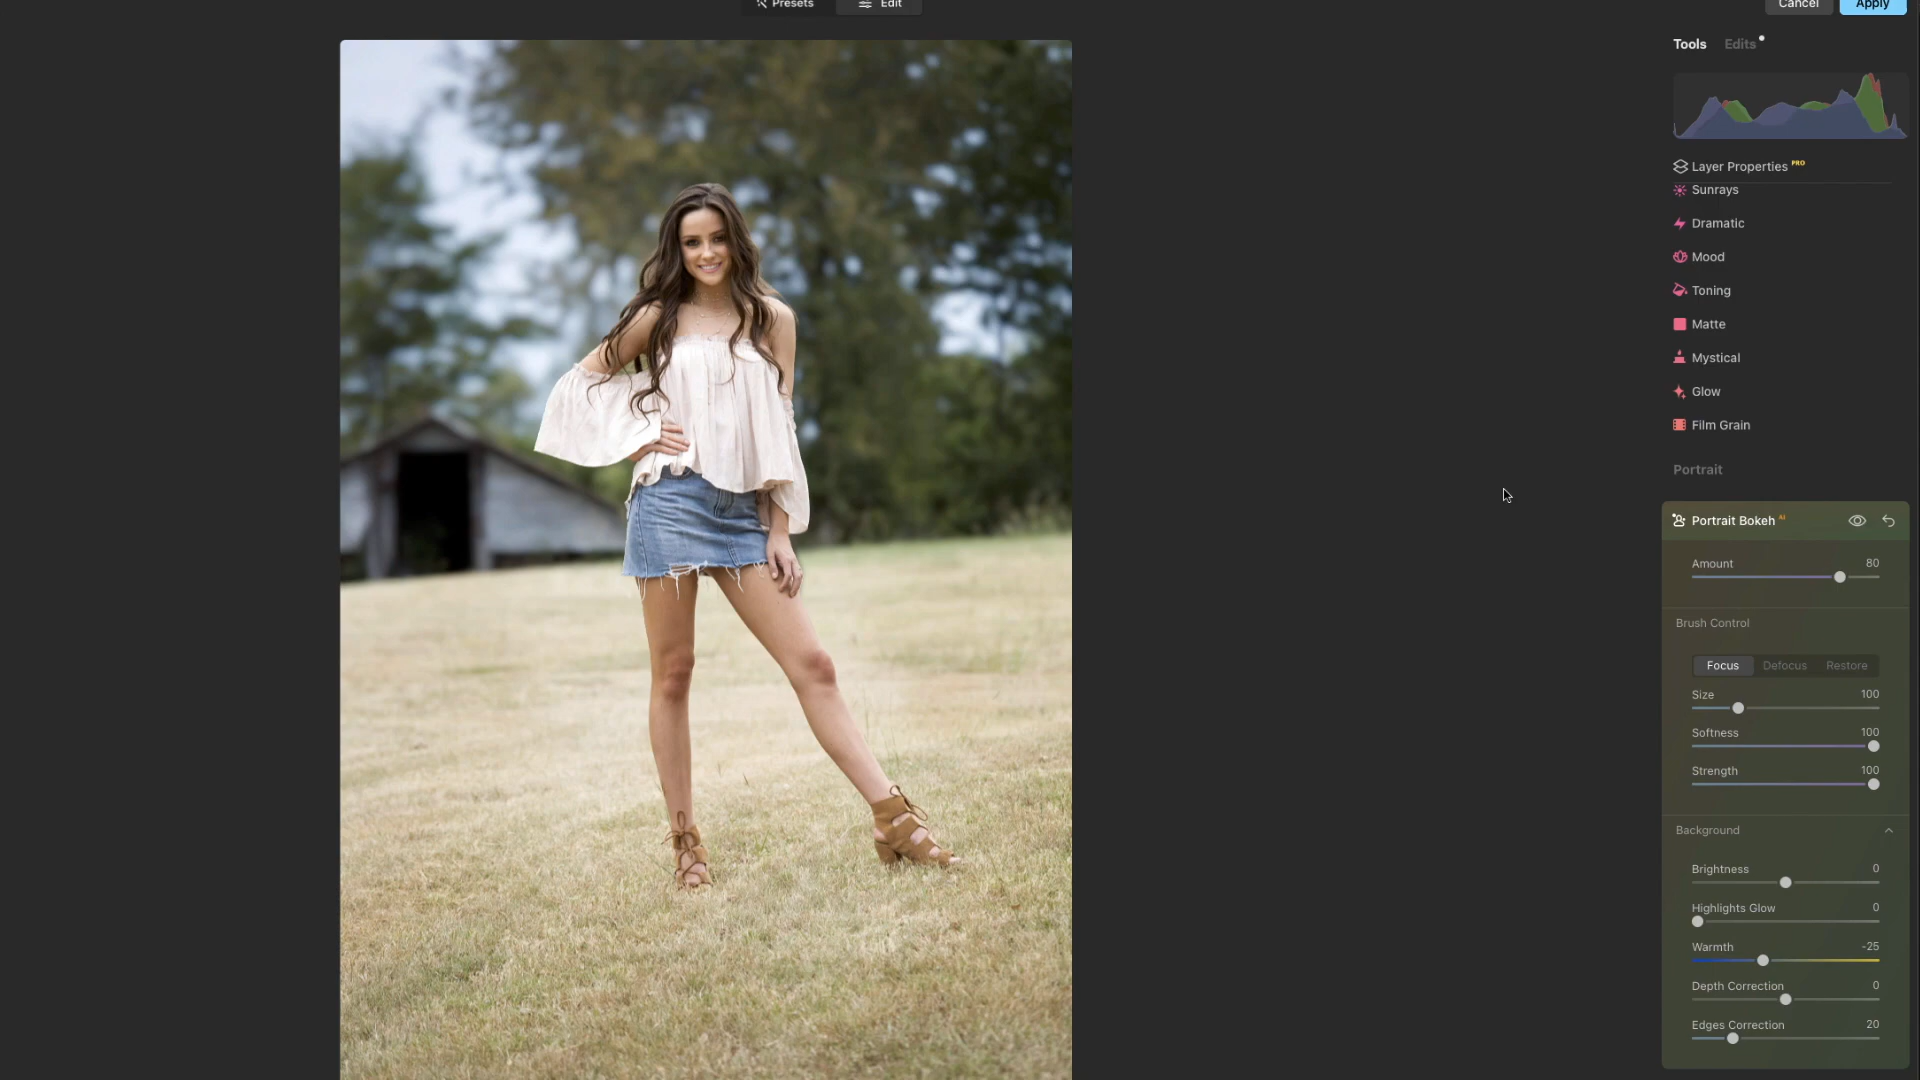 Presets Edit Cancel Apply
Tools Edits
Layer Properties PRO
Sunrays
Dramatic
Mood
Toning
Matte
Mystical
Glow
Film Grain
Portrait
Portrait Bokeh AI
Amount 80
Brush Control
Focus Defocus Restore
Size 100
Softness 100
Strength 100
Background
Brightness 0
Highlights Glow 0
Warmth -25
Depth Correction 0
Edges Correction 20